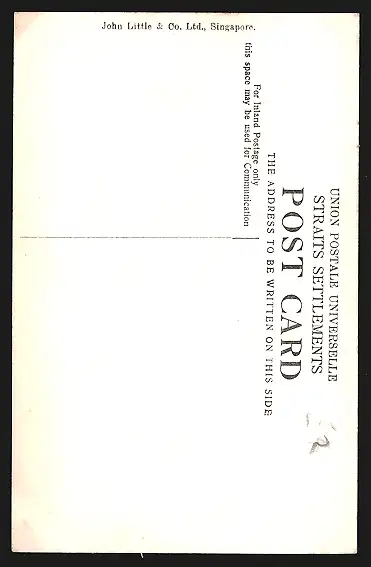 John Little & Co. Ltd., Singapore.
UNION POSTALE UNIVERSELLE
STRAITS SETTLEMENTS
POST CARD
THE ADDRESS TO BE WRITTEN ON THIS SIDE
For Inland Postage only
this space may be used for Communication